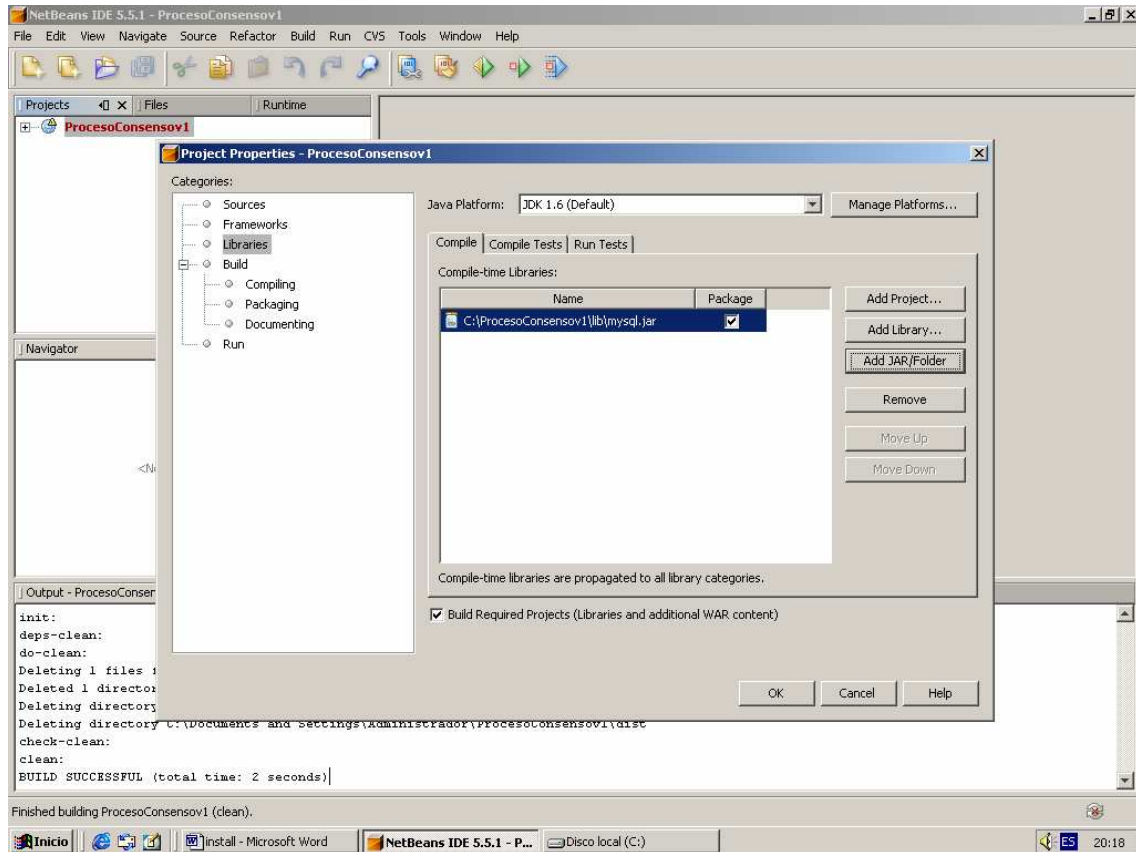 NetBeans IDE 5.5.1 - ProcesoConsensov1
File Edit View Navigate Source Refactor Build Run CVS Tools Window Help
Projects Files Runtime
ProcesoConsensov1
Project Properties - ProcesoConsensov1
Categories:
Sources
Frameworks
Libraries
Build
Compiling
Packaging
Documenting
Run
Java Platform: JDK 1.6 (Default) Manage Platforms...
Compile Compile Tests Run Tests
Compile-time Libraries:
Name Package
C:\ProcesoConsensov1\lib\mysql.jar
Add Project...
Add Library...
Add JAR/Folder
Remove
Move Up
Move Down
Compile-time libraries are propagated to all library categories.
Build Required Projects (Libraries and additional WAR content)
OK Cancel Help
Navigator
<N
Output - ProcesoConser
init:
deps-clean:
do-clean:
Deleting 1 files
Deleted 1 director
Deleting directory
Deleting directory C:\Documents and Settings\Administrador\ProcesoConsensov1\dist
check-clean:
clean:
BUILD SUCCESSFUL (total time: 2 seconds)
Finished building ProcesoConsensov1 (clean).
Inicio install - Microsoft Word NetBeans IDE 5.5.1 - P... Disco local (C:) ES 20:18